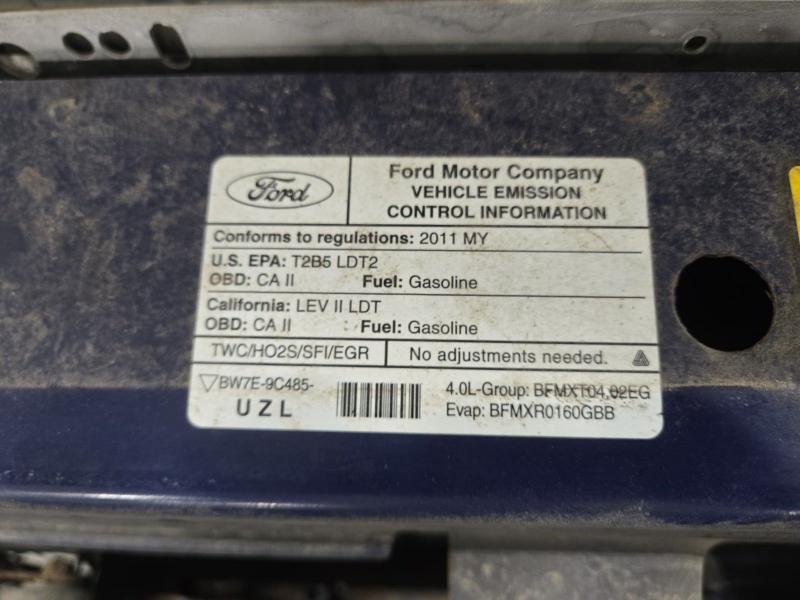 Ford
Ford Motor Company
VEHICLE EMISSION
CONTROL INFORMATION
Conforms to regulations: 2011 MY
U.S. EPA: T2B5 LDT2
OBD: CA II Fuel: Gasoline
California: LEV II LDT
OBD: CA II Fuel: Gasoline
TWC/HO2S/SFI/EGR No adjustments needed.
BW7E-9C485-
UZL
4.0L-Group: BFMXT04.02EG
Evap: BFMXR0160GBB